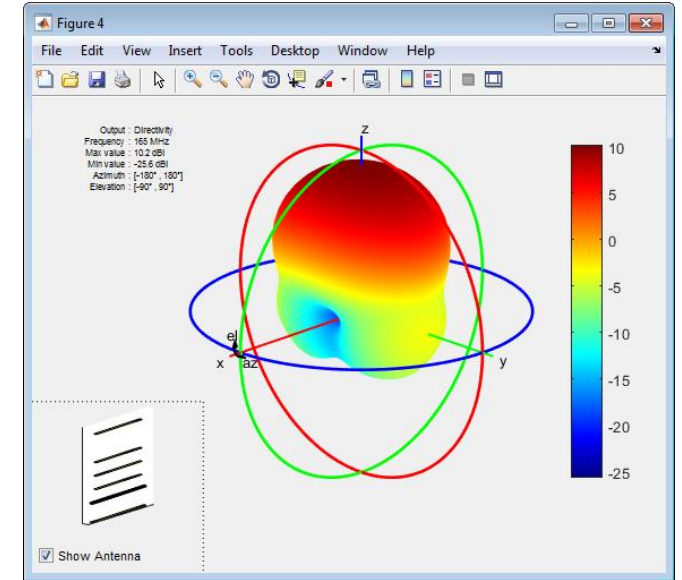 Figure 4
File Edit View Insert Tools Desktop Window Help
Output : Directivity
Frequency : 165 MHz
Max value : 10.2 dBi
Min value : -25.6 dBi
Azimuth : [-180° , 180°]
Elevation : [-90° , 90°]
z
10
5
0
-5
-10
-15
-20
-25
el
x az
y
Show Antenna